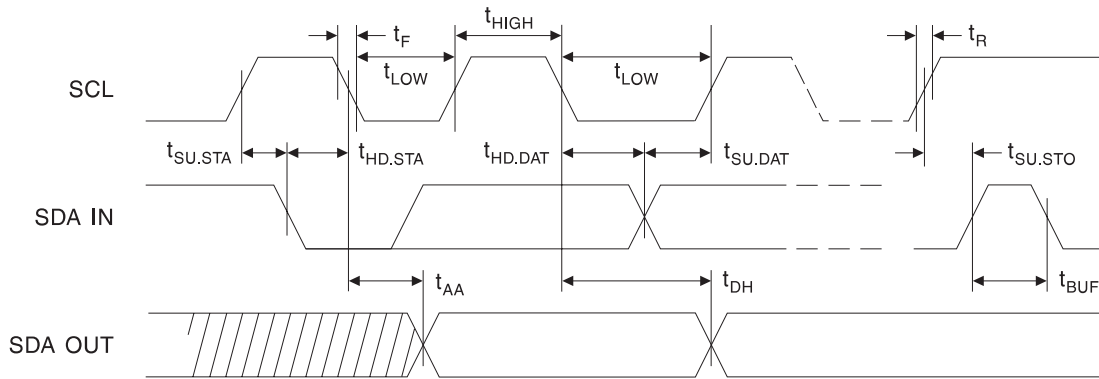 tHIGH
tF
tR
tLOW
tLOW
SCL
tSU.STA
tHD.STA
tHD.DAT
tSU.DAT
tSU.STO
SDA IN
tAA
tDH
tBUF
SDA OUT